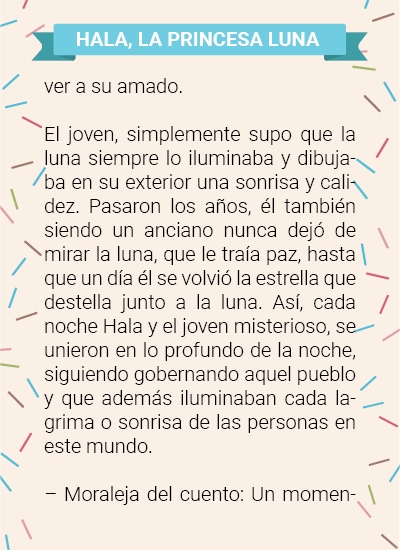 HALA, LA PRINCESA LUNA
ver a su amado.
El joven, simplemente supo que la
luna siempre lo iluminaba y dibuja-
ba en su exterior una sonrisa y cali-
dez. Pasaron los años, él también
siendo un anciano nunca dejó de
mirar la luna, que le traía paz, hasta
que un día él se volvió la estrella que
destella junto a la luna. Así, cada
noche Hala y el joven misterioso, se
unieron en lo profundo de la noche,
siguiendo gobernando aquel pueblo
y que además iluminaban cada la-
grima o sonrisa de las personas en
este mundo.
– Moraleja del cuento: Un momen-